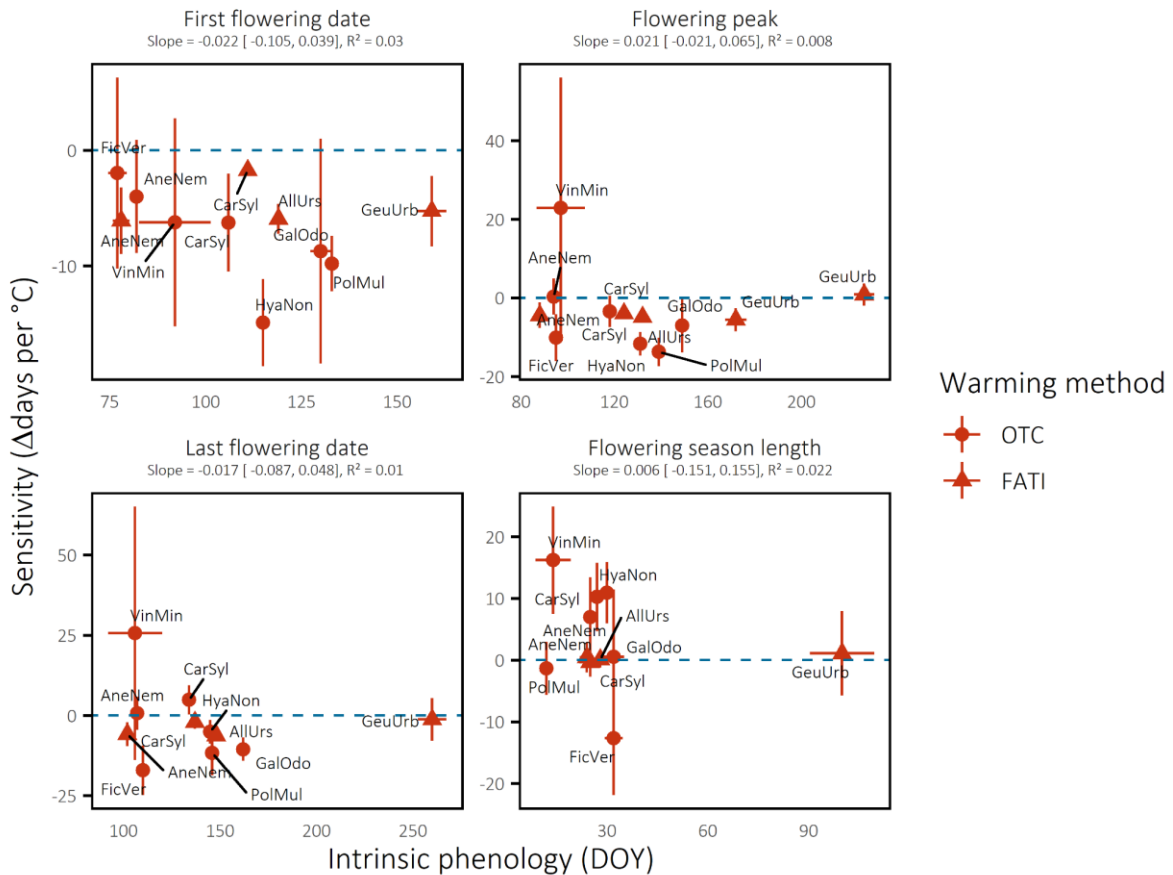 First flowering date
Slope = -0.022 [ -0.105, 0.039], R² = 0.03
0
-10
75
100
125
150
FicVer
AneNem
AneNem
VinMin
CarSyl
CarSyl
AllUrs
GalOdo
HyaNon
PolMul
GeuUrb
Flowering peak
Slope = 0.021 [ -0.021, 0.065], R² = 0.008
40
20
0
-20
80
120
160
200
VinMin
AneNem
AneNem
FicVer
CarSyl
CarSyl
HyaNon
AllUrs
GalOdo
PolMul
GeuUrb
GeuUrb
Last flowering date
Slope = -0.017 [ -0.087, 0.048], R² = 0.01
50
25
0
-25
100
150
200
250
VinMin
CarSyl
AneNem
HyaNon
CarSyl
AllUrs
AneNem
GalOdo
FicVer
PolMul
GeuUrb
Flowering season length
Slope = 0.006 [ -0.151, 0.155], R² = 0.022
20
10
0
-10
-20
30
60
90
VinMin
HyaNon
CarSyl
AllUrs
AneNem
AneNem
GalOdo
PolMul
CarSyl
GeuUrb
FicVer
Sensitivity (Δdays per °C)
Intrinsic phenology (DOY)
Warming method
OTC
FATI